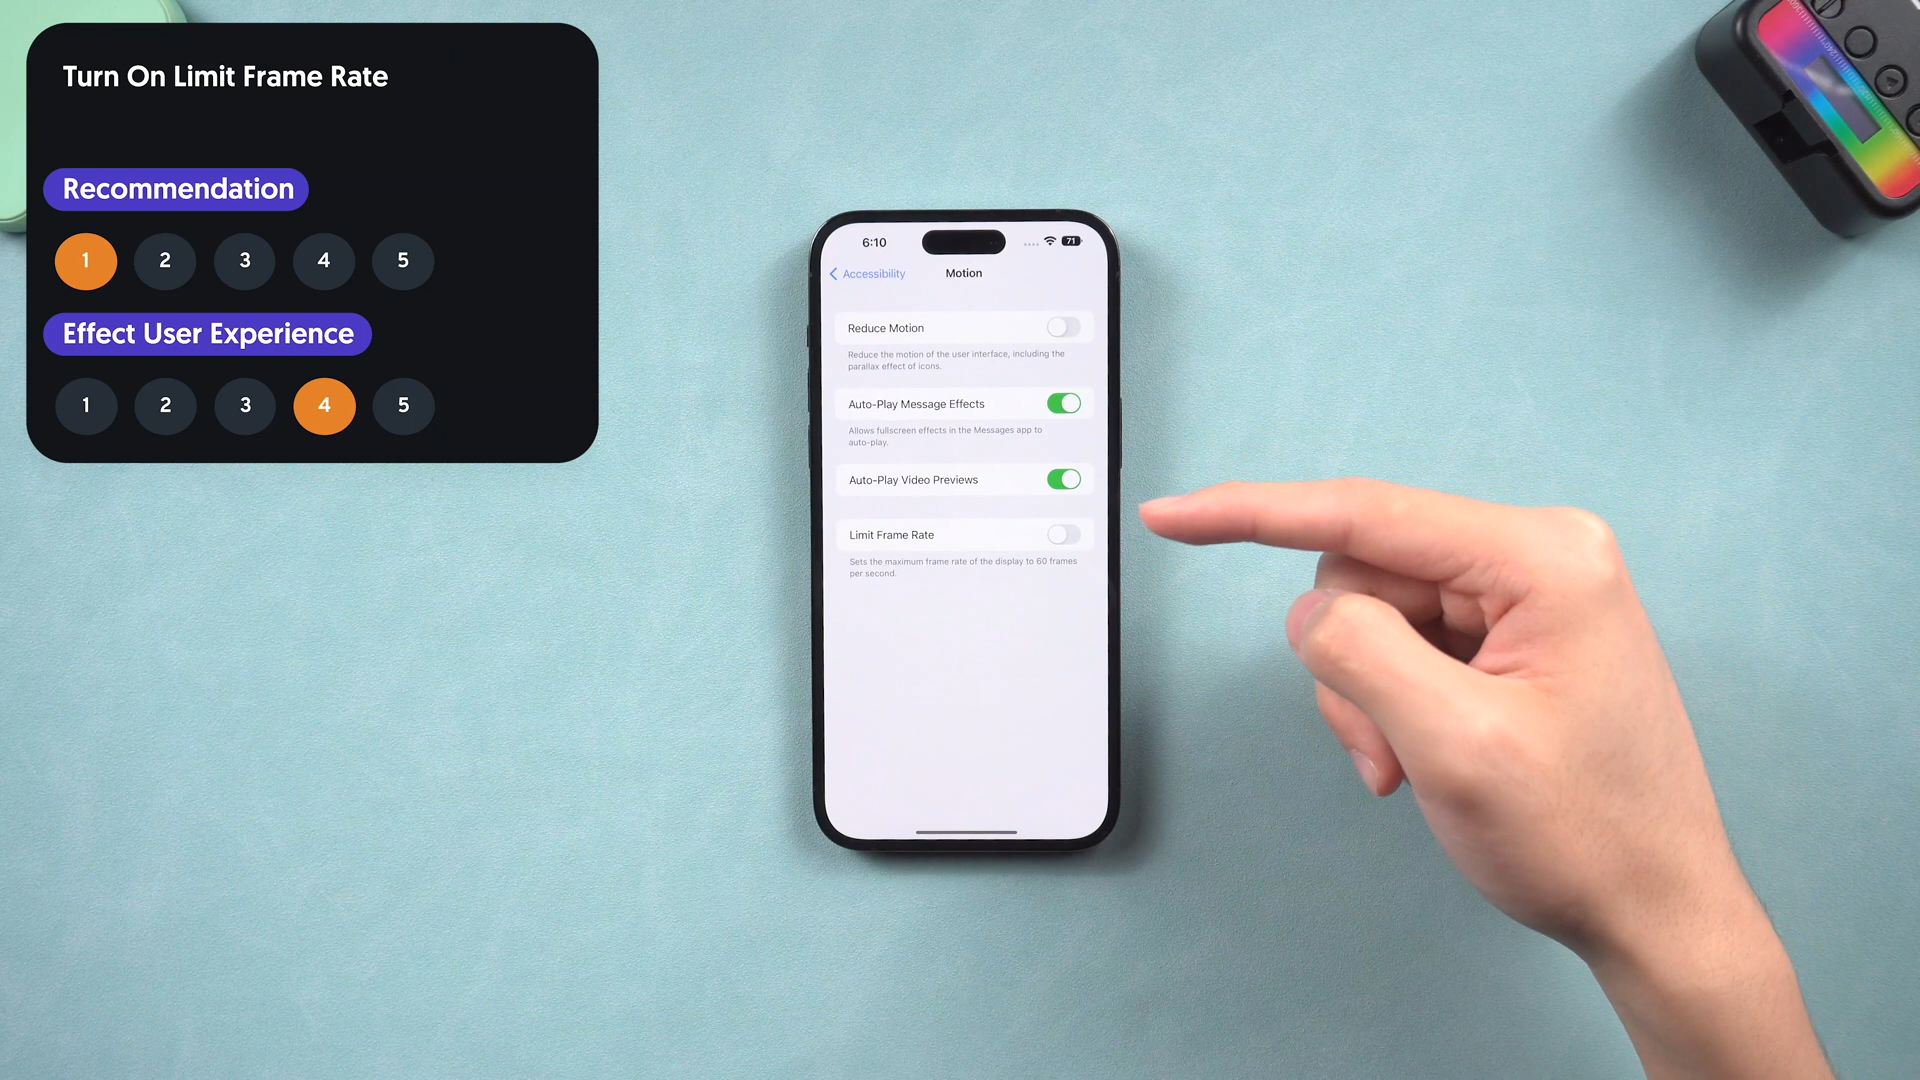 Turn On Limit Frame Rate
Recommendation
1 2 3 4 5
Effect User Experience
1 2 3 4 5
6:10
71
Accessibility
Motion
Reduce Motion
Reduce the motion of the user interface, including the
parallax effect of icons.
Auto-Play Message Effects
Allows fullscreen effects in the Messages app to
auto-play.
Auto-Play Video Previews
Limit Frame Rate
Sets the maximum frame rate of the display to 60 frames
per second.